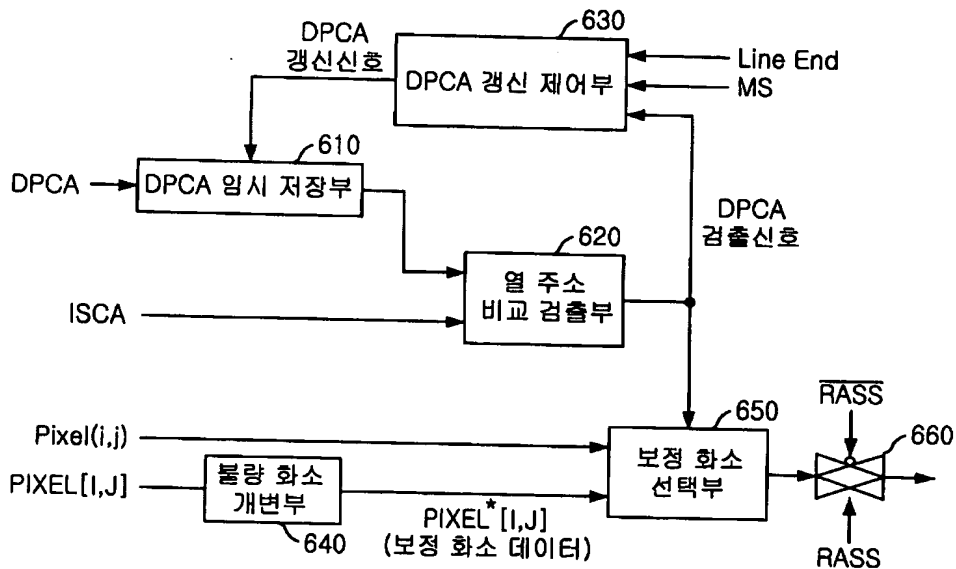 630
DPCA
갱신신호
DPCA 갱신 제어부
Line End
MS
610
DPCA
DPCA 임시 저장부
DPCA
검출신호
620
열 주소
비교 검출부
ISCA
650
RASS
660
Pixel(i,j)
보정 화소
선택부
PIXEL[I,J]
불량 화소
개변부
640
PIXEL*[I,J]
(보정 화소 데이터)
RASS